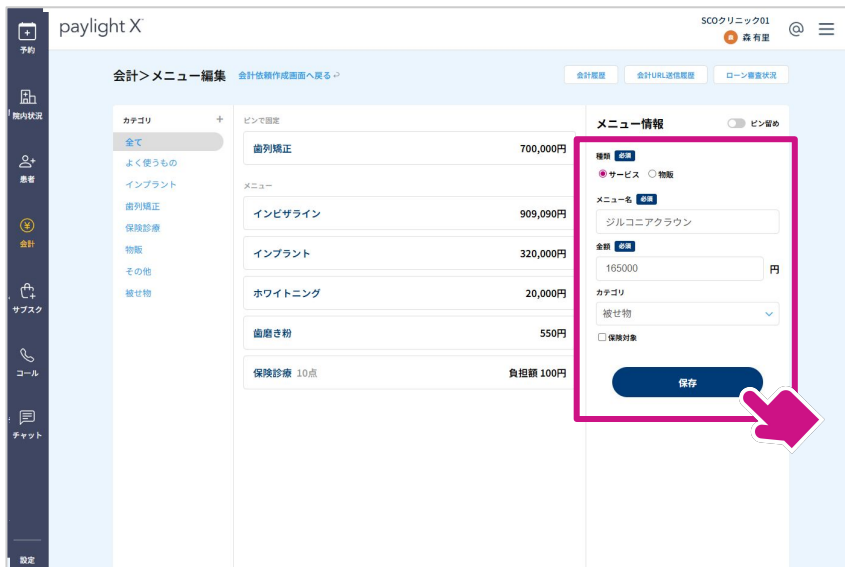 paylight X
SCOクリニック01
森 有里
予約
院内状況
患者
会計
サブスク
コール
チャット
設定
会計>メニュー編集
会計依頼作成画面へ戻る
会計履歴
会計URL送信履歴
ローン審査状況
カテゴリ +
全て
よく使うもの
インプラント
歯列矯正
保険診療
物販
その他
被せ物
ピンで固定
歯列矯正 700,000円
メニュー
インビザライン 909,090円
インプラント 320,000円
ホワイトニング 20,000円
歯磨き粉 550円
保険診療 10点 負担額 100円
メニュー情報
ピン留め
種類 必須
サービス 物販
メニュー名 必須
ジルコニアクラウン
金額 必須
165000 円
カテゴリ
被せ物
保険対象
保存